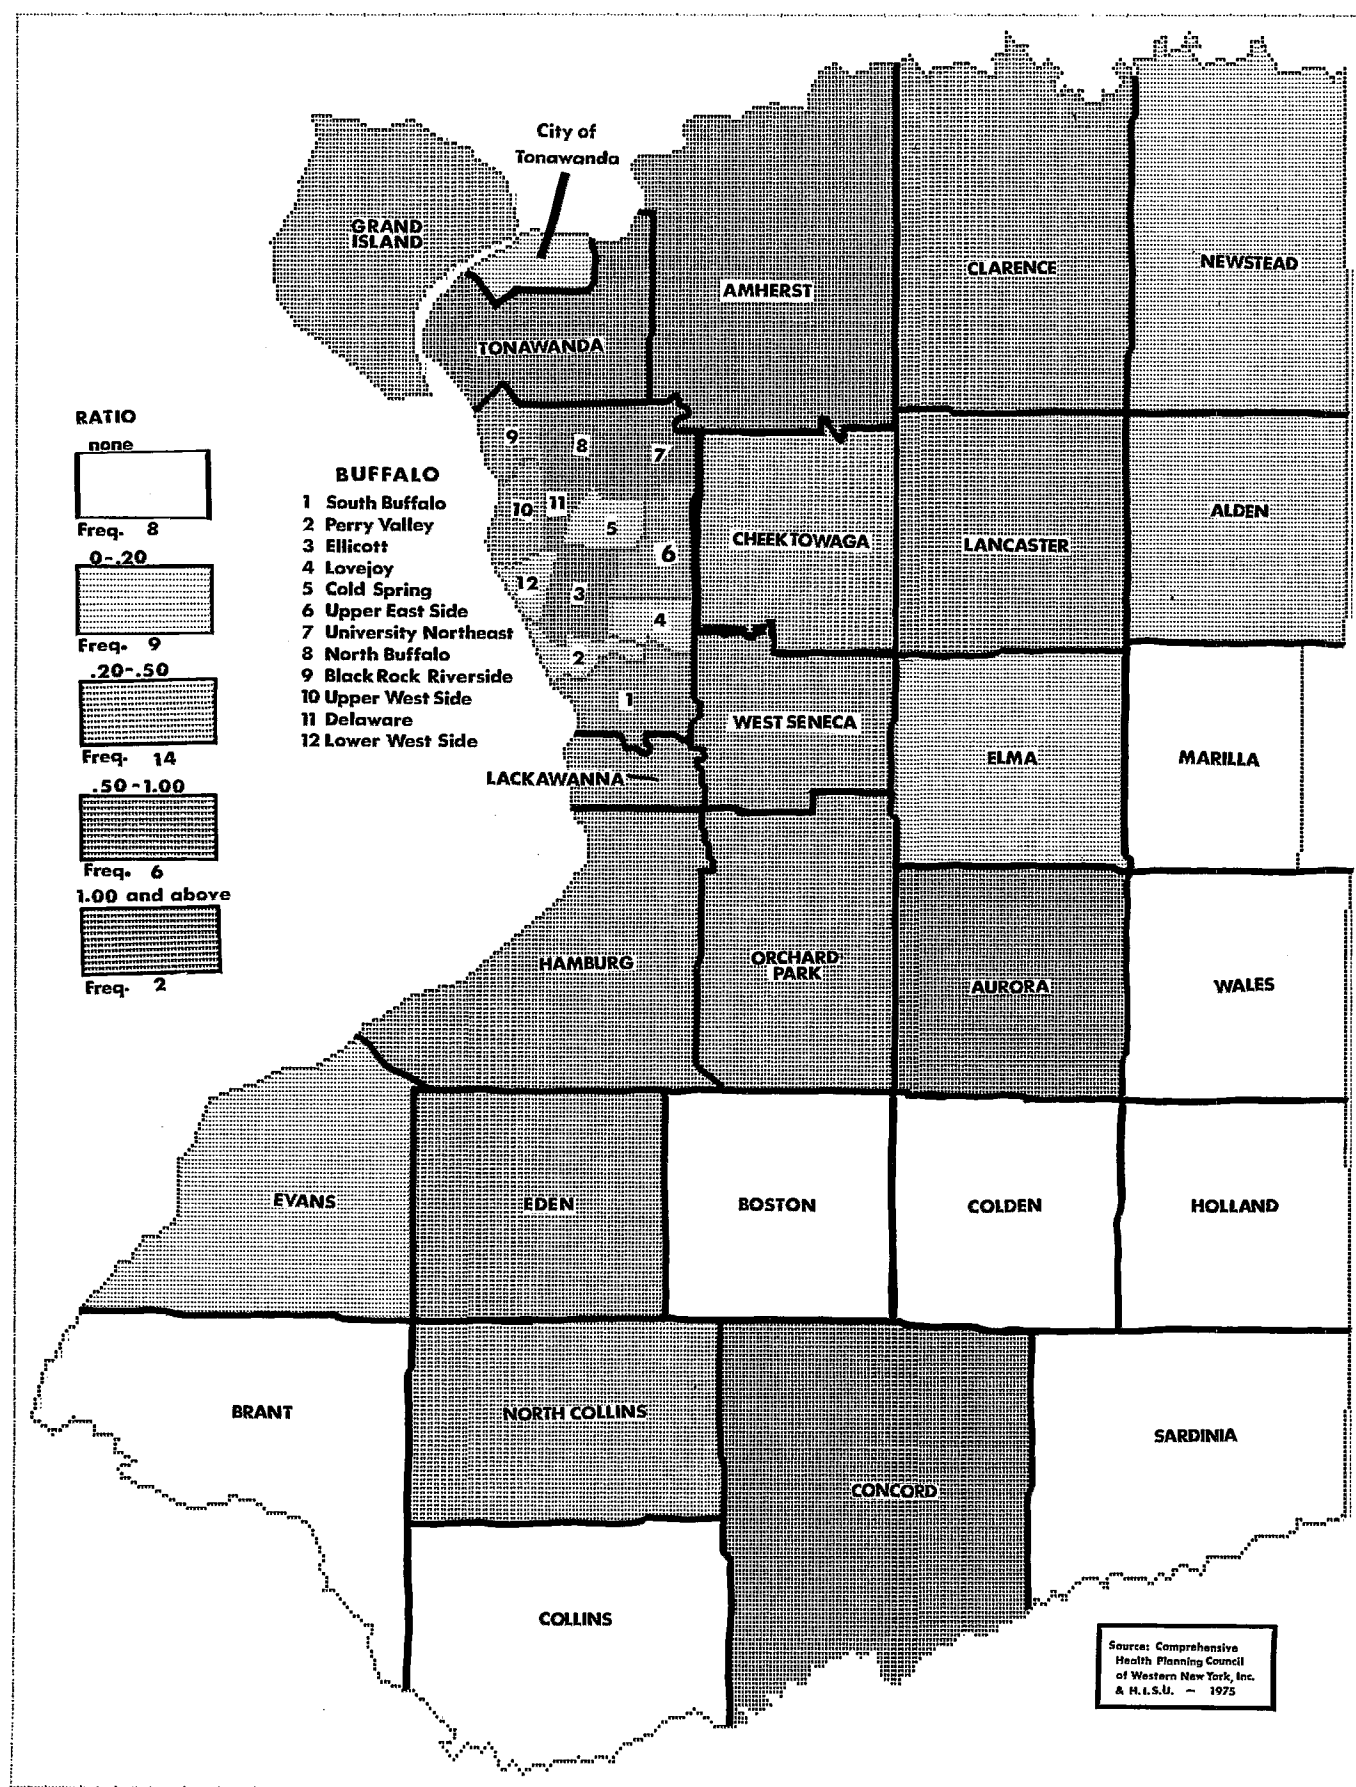 City of
Tonawanda
GRAND
ISLAND
AMHERST
CLARENCE
NEWSTEAD
TONAWANDA
RATIO
none
Freq. 8
0-.20
Freq. 9
.20-.50
Freq. 14
.50-1.00
Freq. 6
1.00 and above
Freq. 2
BUFFALO
1 South Buffalo
2 Perry Valley
3 Ellicott
4 Lovejoy
5 Cold Spring
6 Upper East Side
7 University Northeast
8 North Buffalo
9 Black Rock Riverside
10 Upper West Side
11 Delaware
12 Lower West Side
9
8
7
10
11
5
6
12
3
4
2
1
CHEEKTOWAGA
LANCASTER
ALDEN
WEST SENECA
ELMA
MARILLA
LACKAWANNA
HAMBURG
ORCHARD
PARK
AURORA
WALES
EVANS
EDEN
BOSTON
COLDEN
HOLLAND
BRANT
NORTH COLLINS
CONCORD
SARDINIA
COLLINS
Source: Comprehensive
Health Planning Council
of Western New York, Inc.
& H.I.S.U. - 1975